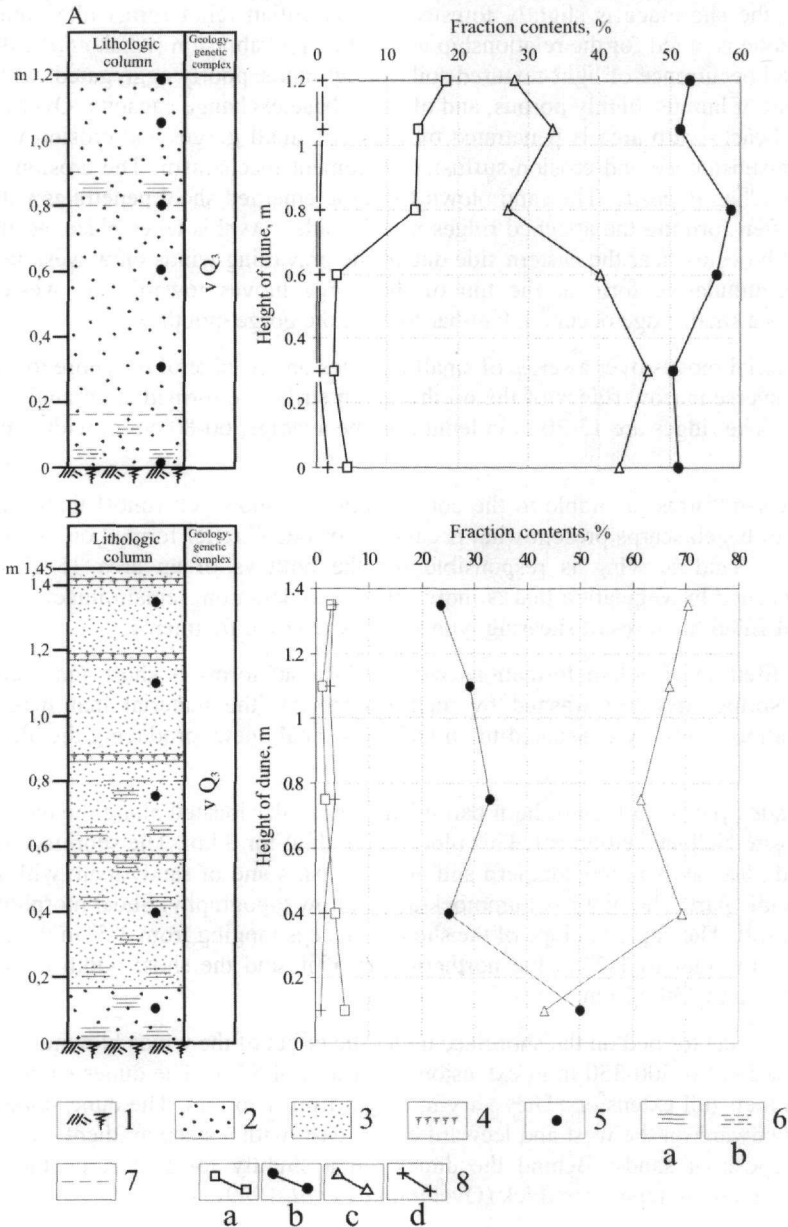 A
Lithologic column
Geology-genetic complex
m 1,2
1,0
0,8
0,6
0,4
0,2
0
Q₃
Fraction contents, %
0 10 20 30 40 50 60 80
Height of dune, m
1.2
1
0.8
0.6
0.4
0.2
0
B
Lithologic column
Geology-genetic complex
m 1,45
1,4
1,2
1,0
0,8
0,6
0,4
0,2
0
v Q₃
Fraction contents, %
0 10 20 30 40 50 60 70 80
Height of dune, m
1.4
1.2
1
0.8
0.6
0.4
0.2
0
1 2 3 4 5 6
a b
7 8
a b c d